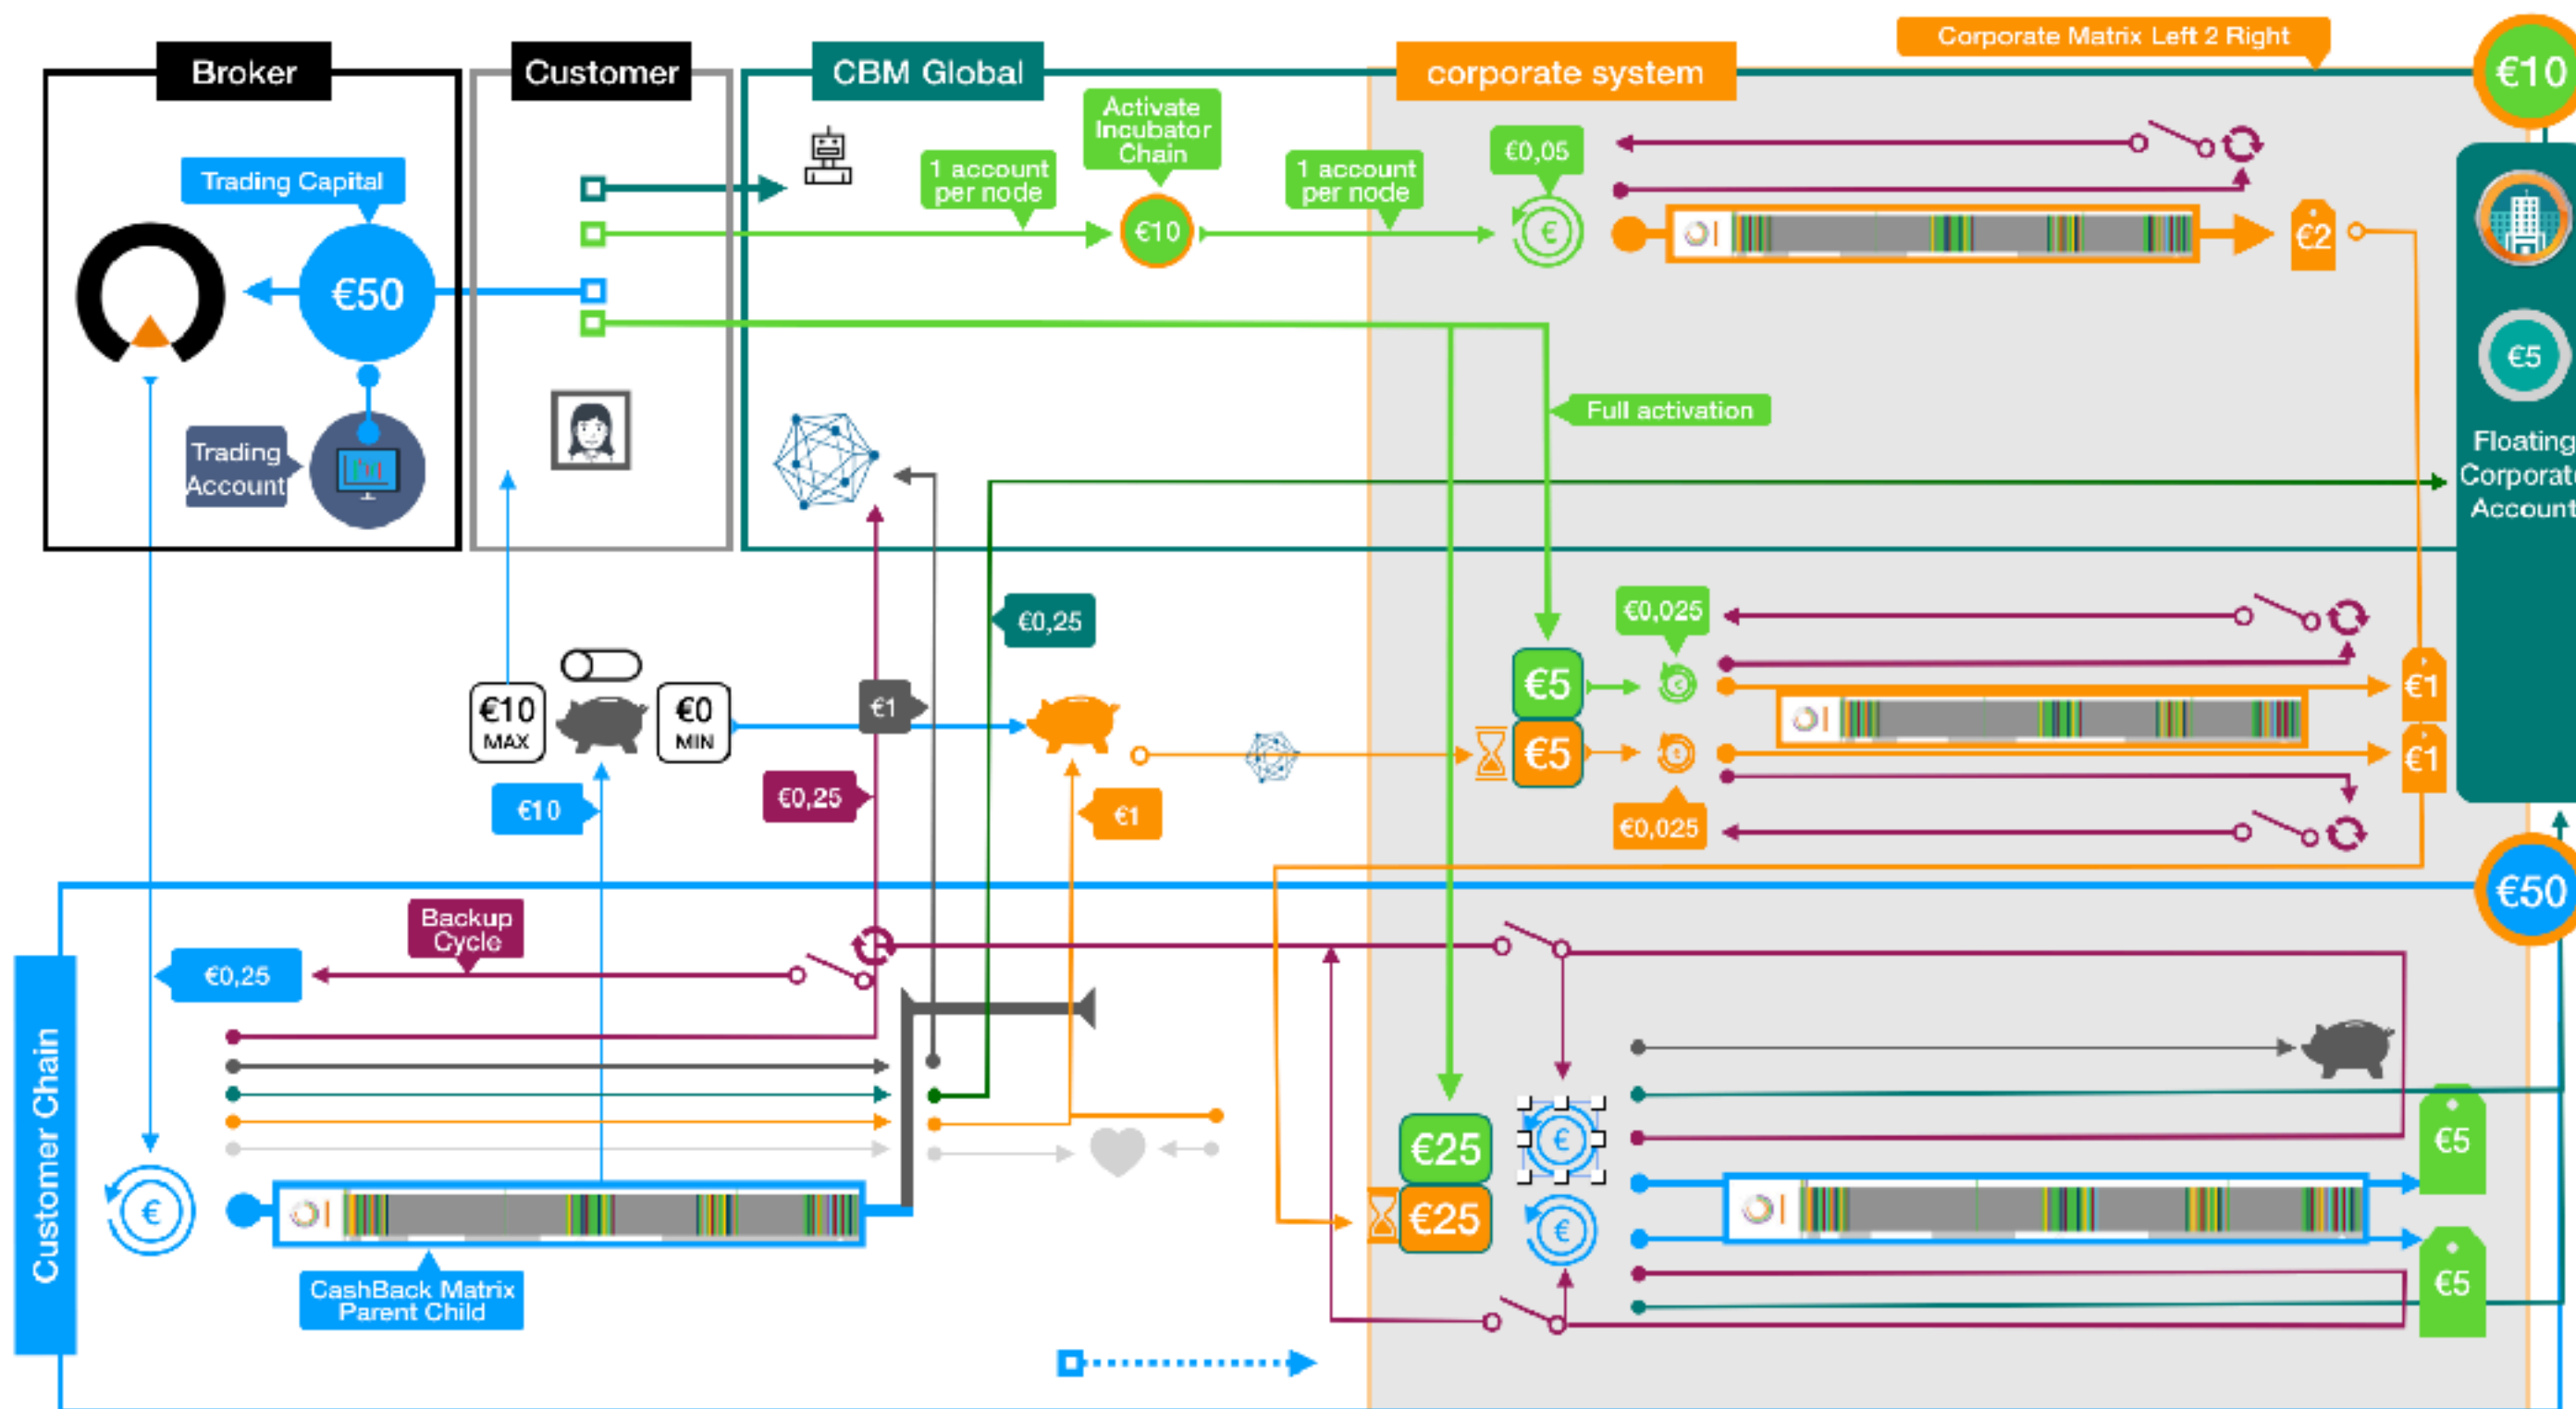 Corporate Matrix Left 2 Right
€10
Broker
Customer
CBM Global
corporate system
Activate
Incubator
Chain
€0,05
1 account
per node
1 account
per node
Trading Capital
€10
€
€2
€50
€5
Full activation
Trading
Account
Floating
Corporate
Account
€0,25
€0,025
€10
MAX
€0
MIN
€1
€5
€1
€5
€1
€10
€0,25
€1
€0,025
€50
Backup
Cycle
€0,25
Customer Chain
€25
€
€5
€
€25
€
€5
CashBack Matrix
Parent Child